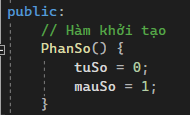 public:
// Hàm khởi tạo
PhanSo() {
tuSo = 0;
mauSo = 1;
}